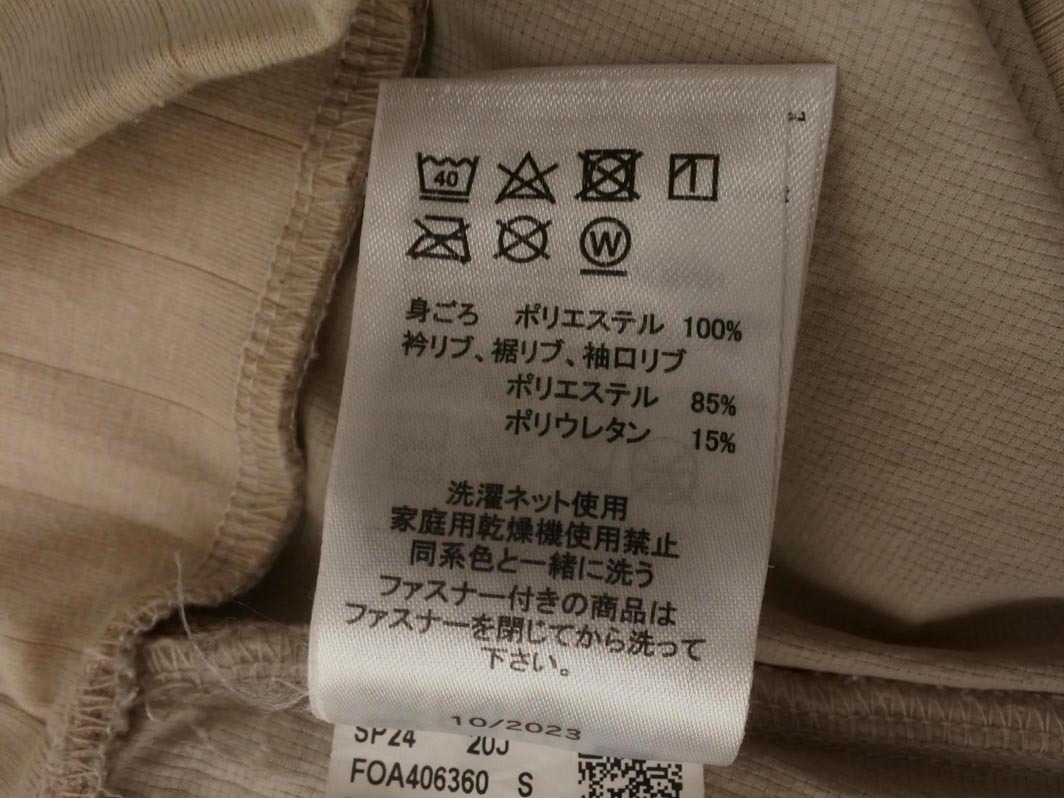 40
W
身ごろ ポリエステル 100%
衿リブ、裾リブ、袖口リブ
ポリエステル 85%
ポリウレタン 15%
洗濯ネット使用
家庭用乾燥機使用禁止
同系色と一緒に洗う
ファスナー付きの商品は
ファスナーを閉じてから洗って
下さい。
10/2023
SP24 20J
FOA406360 S